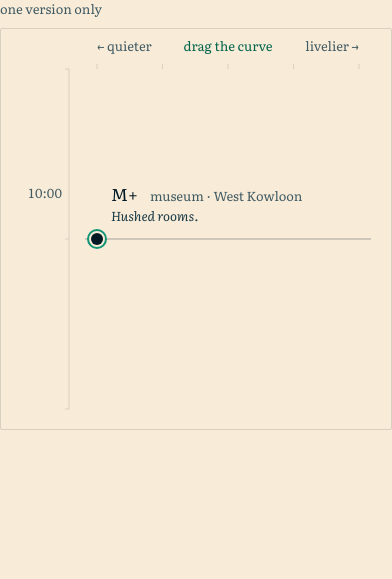 one version only
← quieter drag the curve livelier →
10:00
M+ museum · West Kowloon
Hushed rooms.